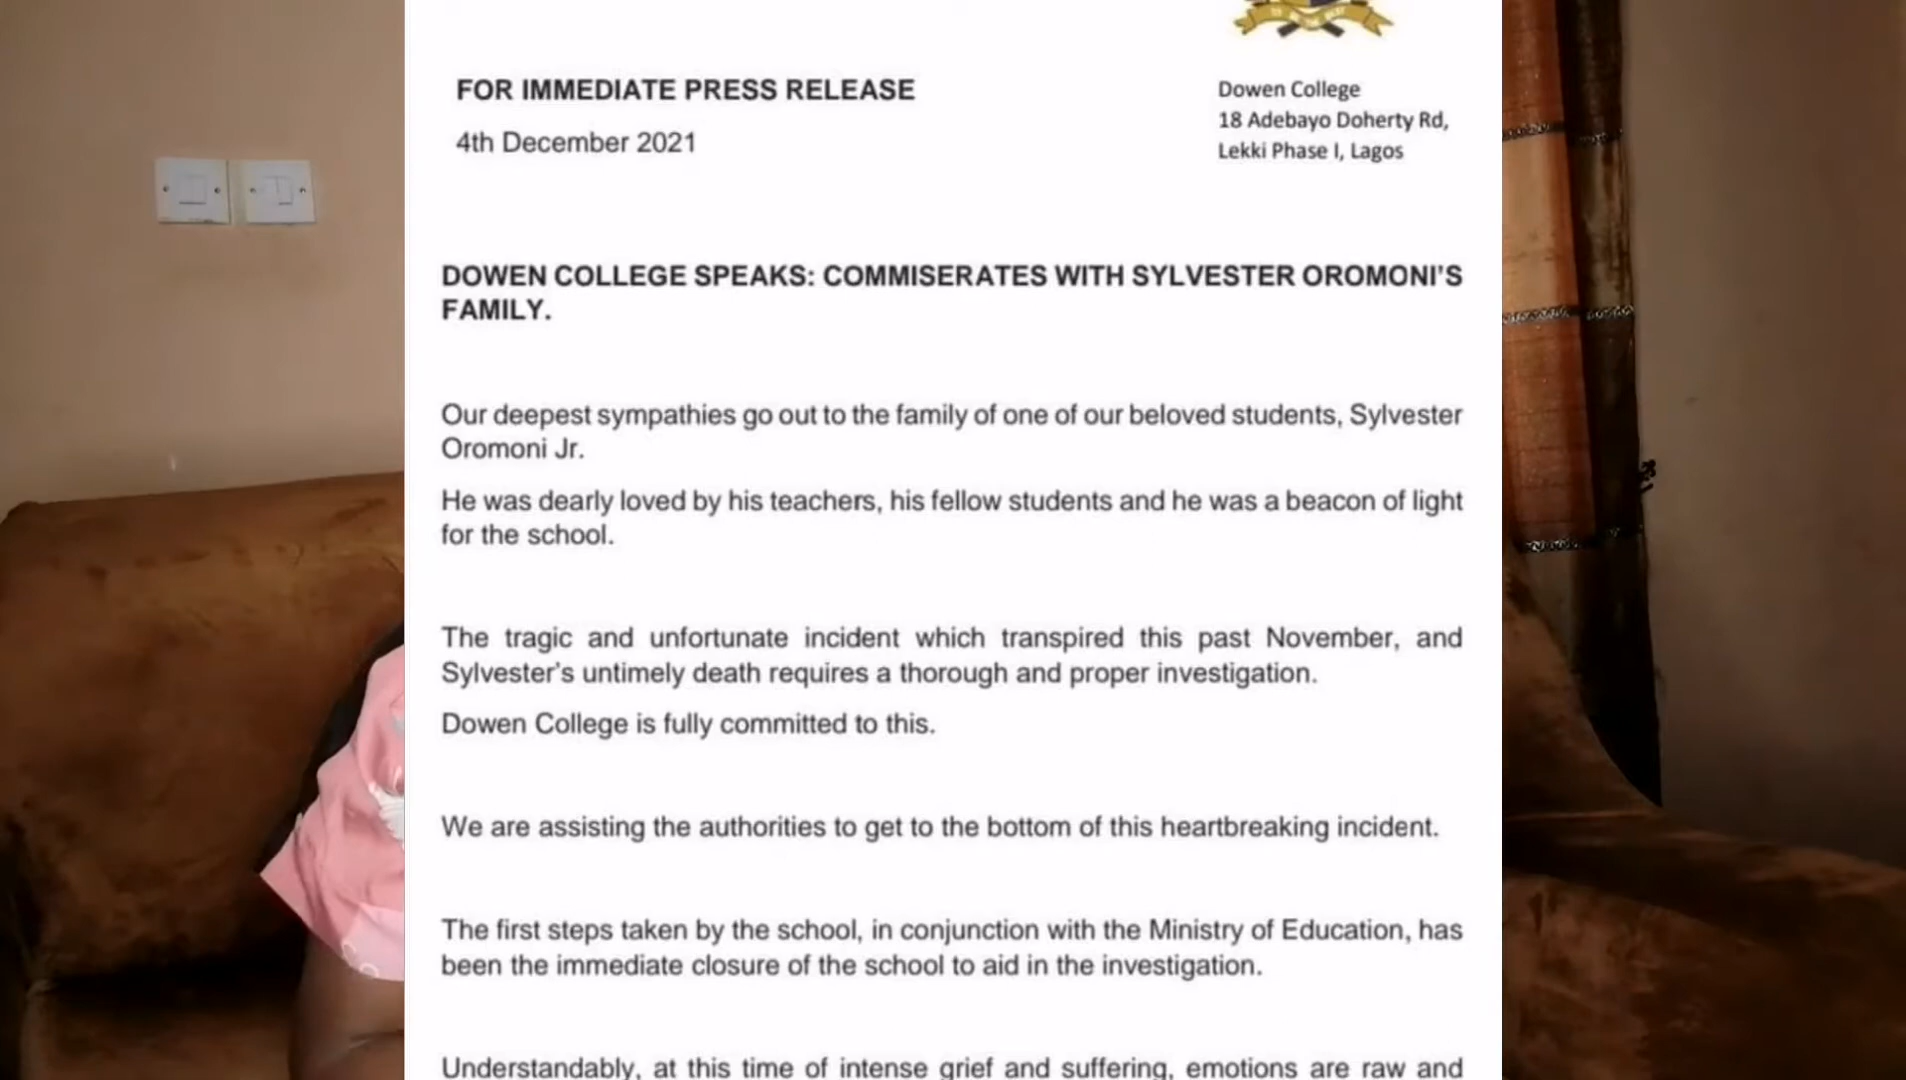 FOR IMMEDIATE PRESS RELEASE
4th December 2021
Dowen College
18 Adebayo Doherty Rd,
Lekki Phase I, Lagos
DOWEN COLLEGE SPEAKS: COMMISERATES WITH SYLVESTER OROMONI'S
FAMILY.
Our deepest sympathies go out to the family of one of our beloved students, Sylvester
Oromoni Jr.
He was dearly loved by his teachers, his fellow students and he was a beacon of light
for the school.
The tragic and unfortunate incident which transpired this past November, and
Sylvester's untimely death requires a thorough and proper investigation.
Dowen College is fully committed to this.
We are assisting the authorities to get to the bottom of this heartbreaking incident.
The first steps taken by the school, in conjunction with the Ministry of Education, has
been the immediate closure of the school to aid in the investigation.
Understandably, at this time of intense grief and suffering, emotions are raw and